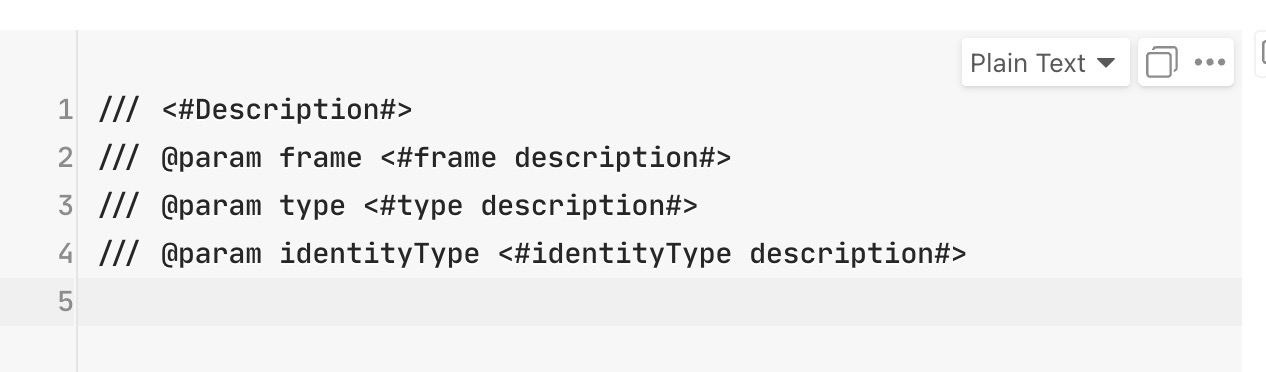 Plain Text
1 /// <#Description#>
2 /// @param frame <#frame description#>
3 /// @param type <#type description#>
4 /// @param identityType <#identityType description#>
5